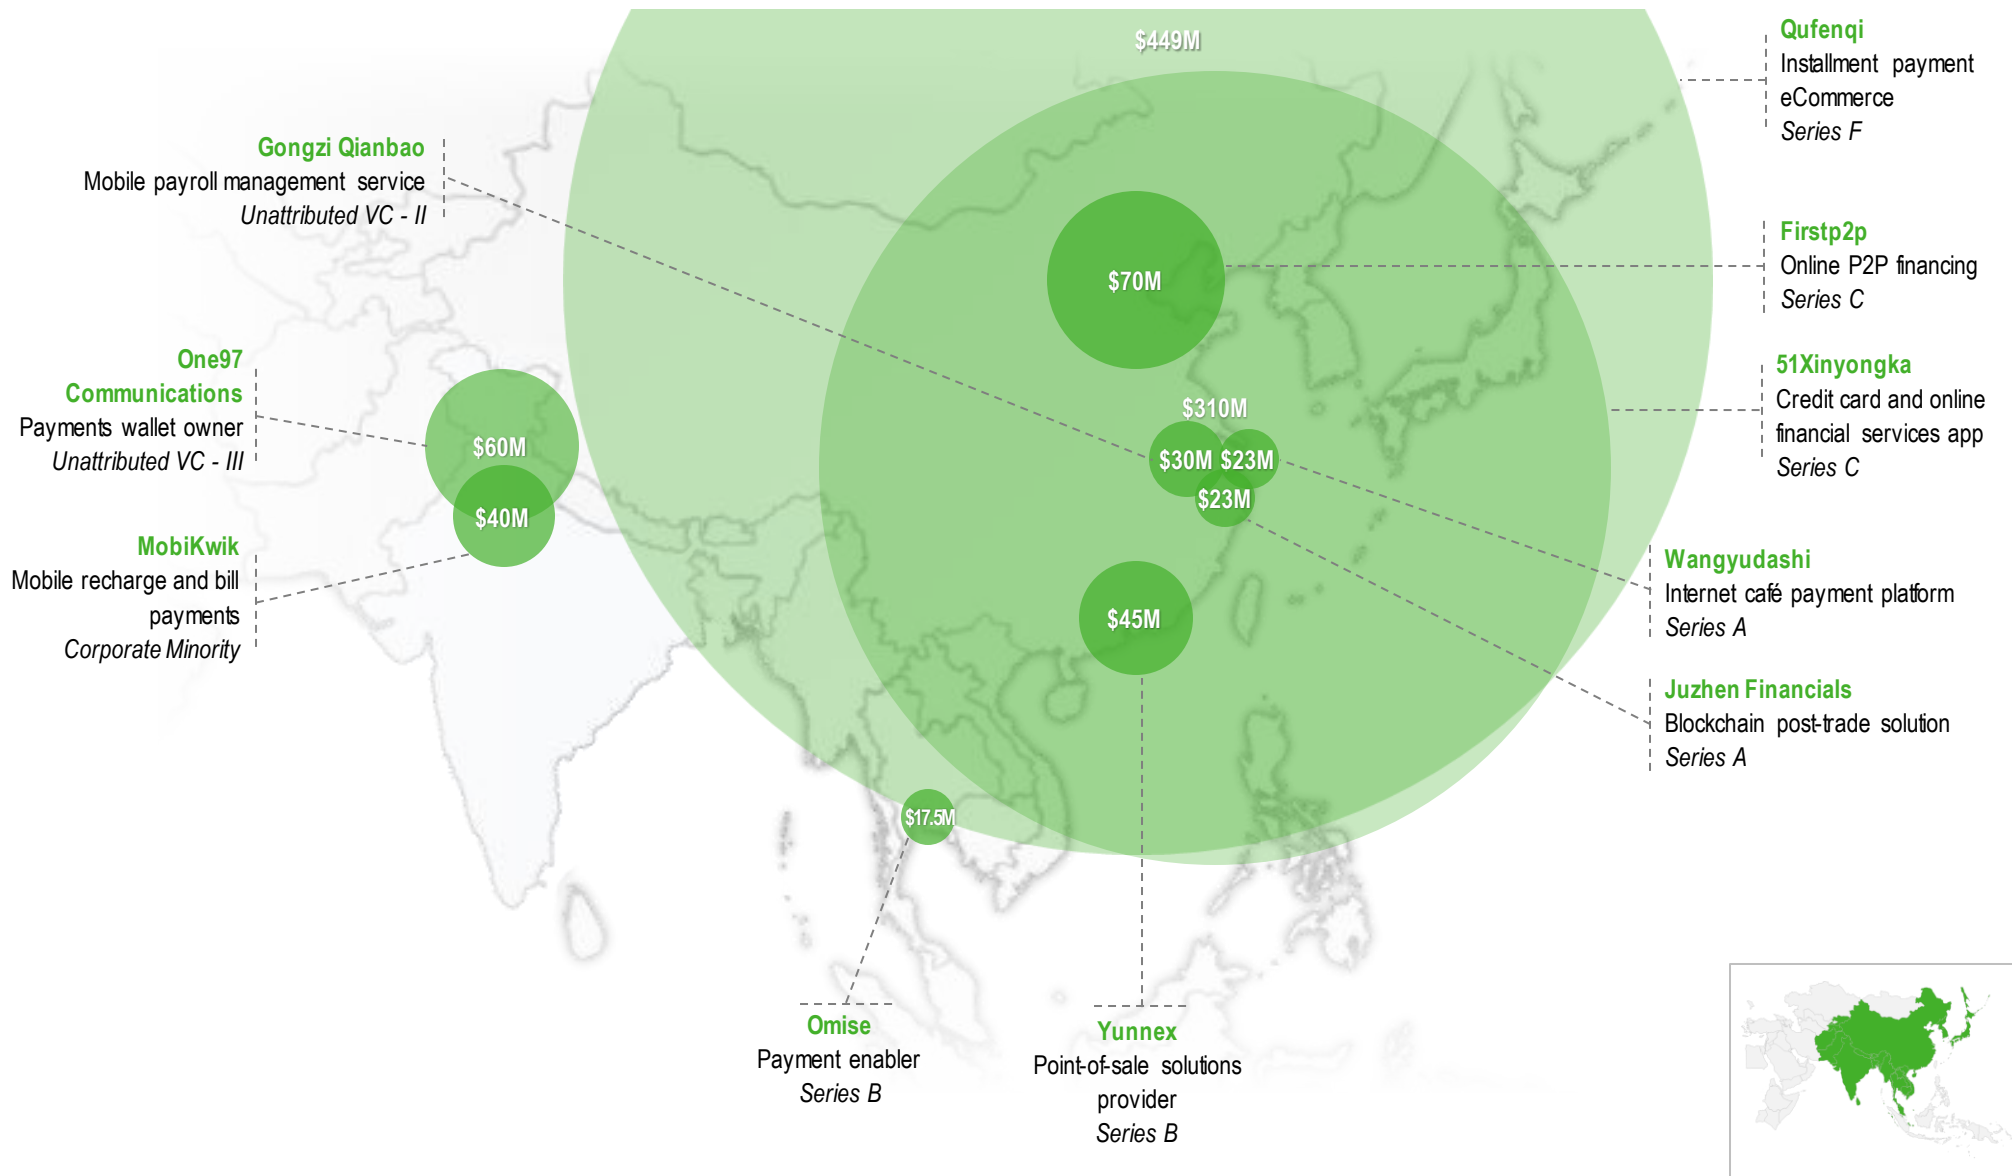 $449M
Qufenqi
Installment payment
eCommerce
Series F
Gongzi Qianbao
Mobile payroll management service
Unattributed VC - II
Firstp2p
Online P2P financing
Series C
$70M
One97
Communications
Payments wallet owner
Unattributed VC - III
51Xinyongka
Credit card and online
financial services app
Series C
$310M
$60M
$30M
$23M
$23M
$40M
MobiKwik
Mobile recharge and bill
payments
Corporate Minority
Wangyudashi
Internet café payment platform
Series A
$45M
Juzhen Financials
Blockchain post-trade solution
Series A
$17.5M
Omise
Payment enabler
Series B
Yunnex
Point-of-sale solutions
provider
Series B